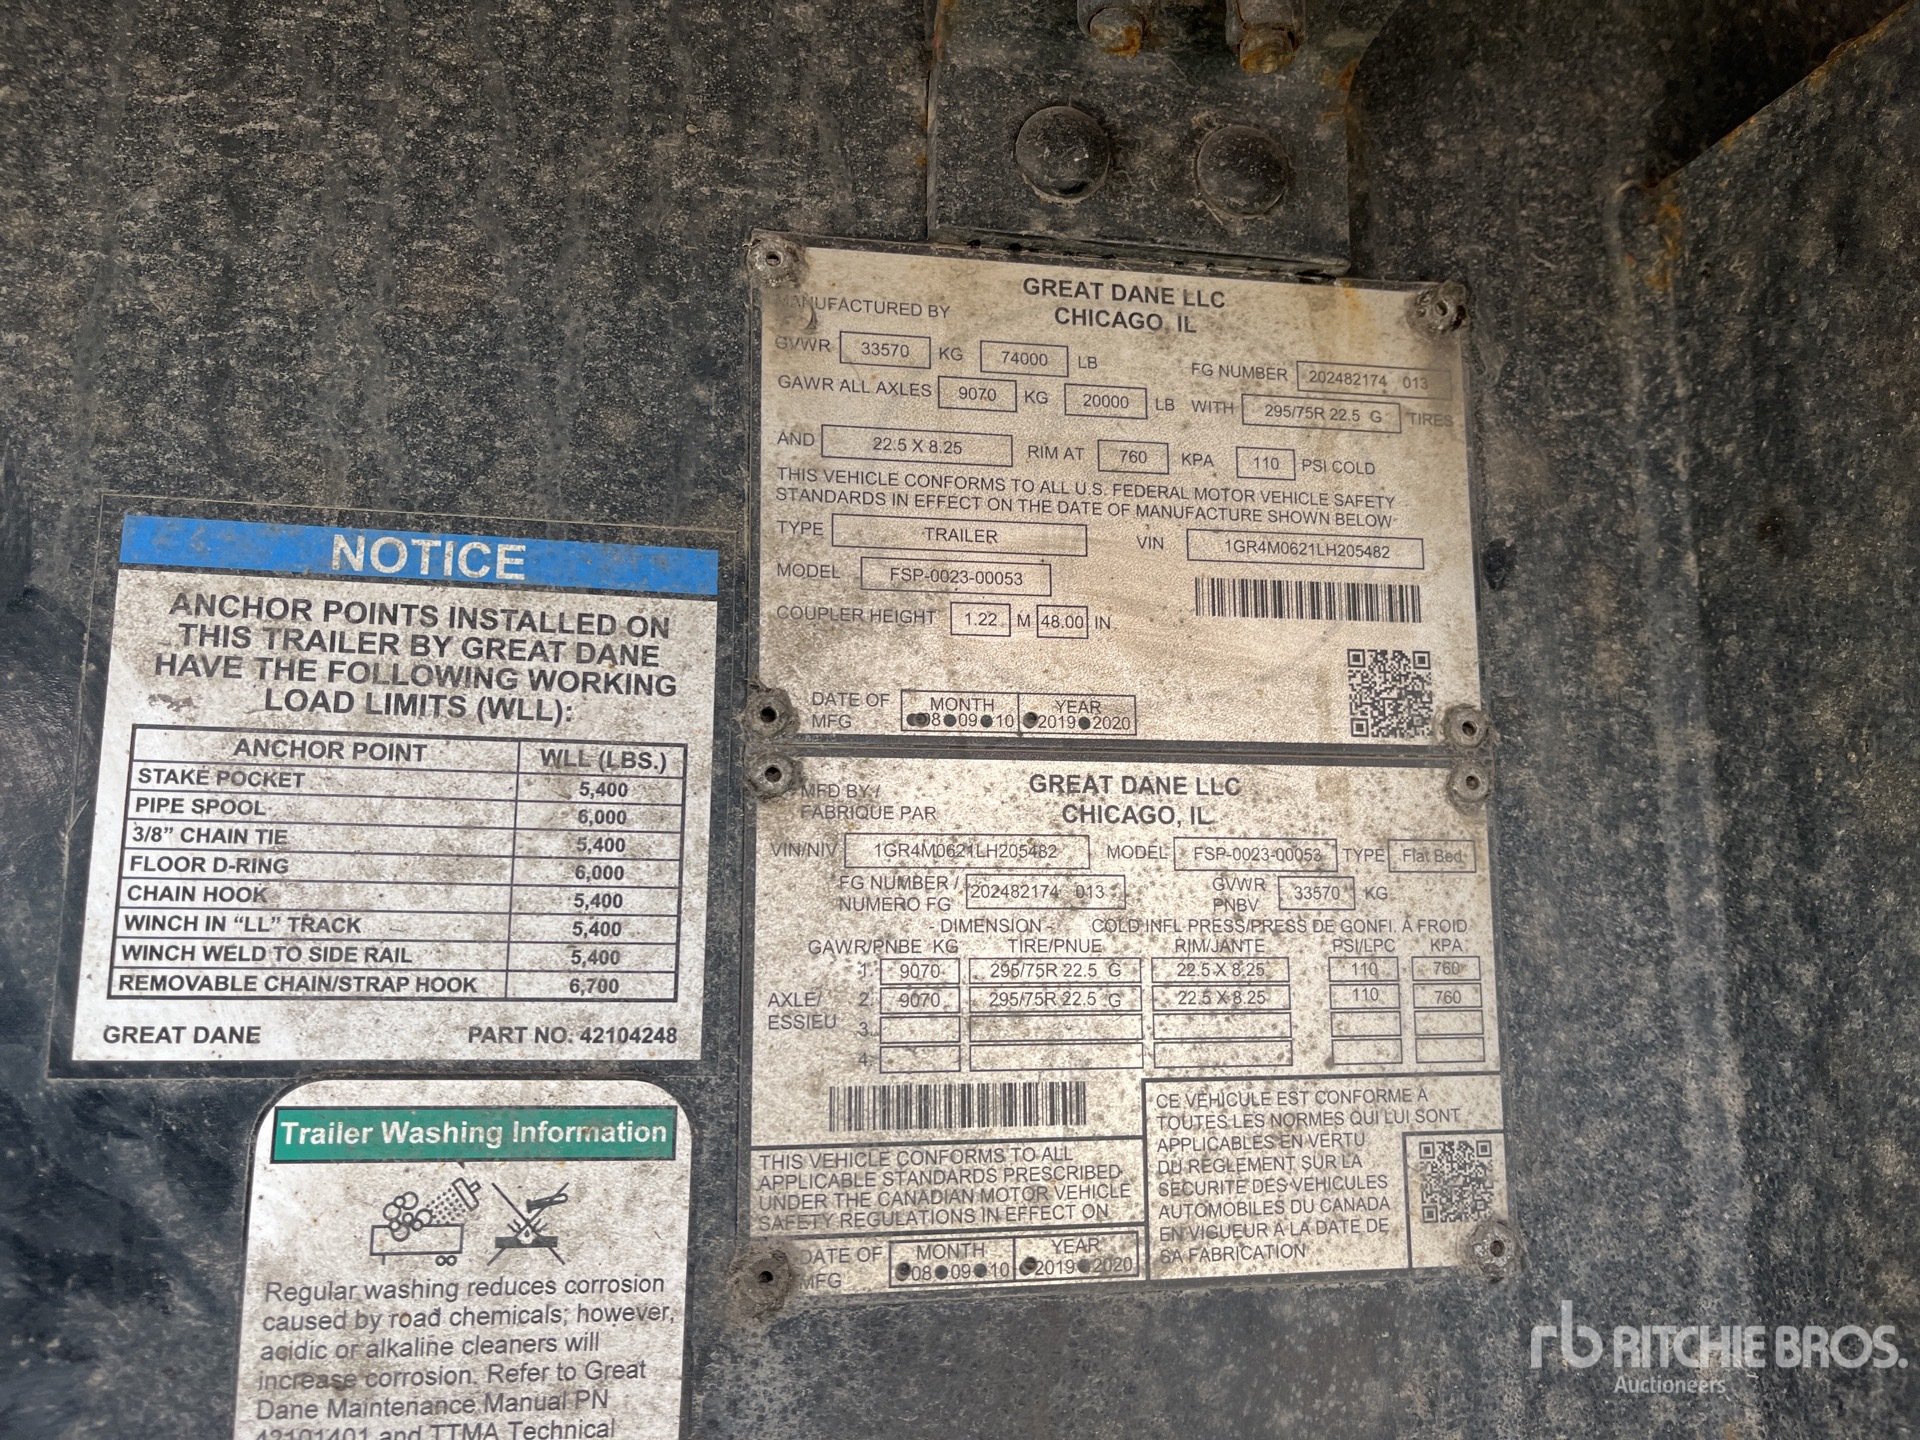 NOTICE
ANCHOR POINTS INSTALLED ON
THIS TRAILER BY GREAT DANE
HAVE THE FOLLOWING WORKING
LOAD LIMITS (WLL):
ANCHOR POINT WLL (LBS.)
STAKE POCKET 5,400
PIPE SPOOL 6,000
3/8” CHAIN TIE 5,400
FLOOR D-RING 6,000
CHAIN HOOK 5,400
WINCH IN “LL” TRACK 5,400
WINCH WELD TO SIDE RAIL 5,400
REMOVABLE CHAIN/STRAP HOOK 6,700
GREAT DANE PART NO. 42104248
Trailer Washing Information
Regular washing reduces corrosion
caused by road chemicals; however,
acidic or alkaline cleaners will
increase corrosion. Refer to Great
Dane Maintenance Manual PN
42101401 and TTMA Technical
MANUFACTURED BY GREAT DANE LLC
CHICAGO, IL
GVWR 33570 KG 74000 LB FG NUMBER 202482174 013
GAWR ALL AXLES 9070 KG 20000 LB WITH 295/75R 22.5 G TIRES
AND 22.5 X 8.25 RIM AT 760 KPA 110 PSI COLD
THIS VEHICLE CONFORMS TO ALL U.S. FEDERAL MOTOR VEHICLE SAFETY
STANDARDS IN EFFECT ON THE DATE OF MANUFACTURE SHOWN BELOW
TYPE TRAILER VIN 1GR4M0621LH205482
MODEL FSP-0023-00053
COUPLER HEIGHT 1.22 M 48.00 IN.
DATE OF MONTH YEAR
MFG 08 09 10 2019 2020
MFD BY / GREAT DANE LLC
FABRIQUE PAR CHICAGO, IL
VIN/NIV 1GR4M0621LH205482 MODEL FSP-0023-00053 TYPE Flat Bed
FG NUMBER / 202482174 013 GVWR 33570 KG
NUMERO FG PNBV
- DIMENSION - COLD INFL PRESS/PRESS DE GONFI. À FROID
GAWR/PNBE KG TIRE/PNUE RIM/JANTE PSI/LPC KPA
1. 9070 295/75R 22.5 G 22.5 X 8.25 110 760
AXLE/ 2. 9070 295/75R 22.5 G 22.5 X 8.25 110 760
ESSIEU 3.
4.
THIS VEHICLE CONFORMS TO ALL
APPLICABLE STANDARDS PRESCRIBED
UNDER THE CANADIAN MOTOR VEHICLE
SAFETY REGULATIONS IN EFFECT ON
DATE OF MONTH YEAR
MFG 08 09 10 2019 2020
CE VÉHICULE EST CONFORME À
TOUTES LES NORMES QUI LUI SONT
APPLICABLES EN VERTU
DU RÈGLEMENT SUR LA
SÉCURITÉ DES VÉHICULES
AUTOMOBILES DU CANADA
EN VIGUEUR À LA DATE DE
SA FABRICATION
rb RITCHIE BROS.
Auctioneers